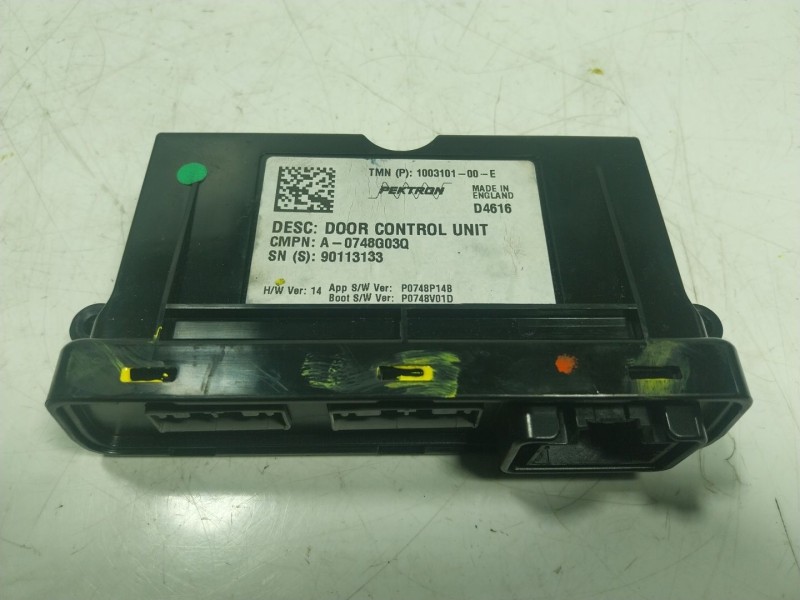 TMN (P): 1003101-00-E
PEKTRON
MADE IN
ENGLAND
D4616
DESC: DOOR CONTROL UNIT
CMPN: A-0748G03Q
SN (S): 90113133
H/W Ver: 14 App S/W Ver: P0748P14B
Boot S/W Ver: P0748V01D